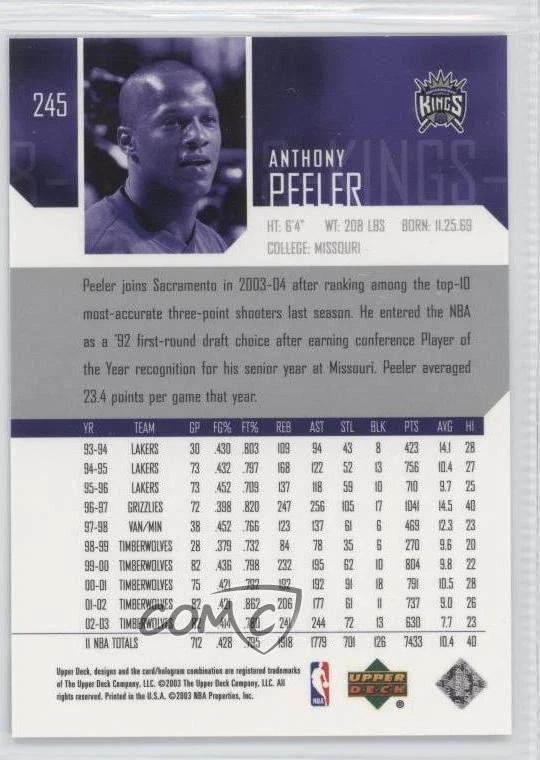 245
KINGS
ANTHONY
PEELER
KINGS
HT: 6'4" WT: 208 LBS BORN: 11.25.69
COLLEGE: MISSOURI
Peeler joins Sacramento in 2003-04 after ranking among the top-10
most-accurate three-point shooters last season. He entered the NBA
as a '92 first-round draft choice after earning conference Player of
the Year recognition for his senior year at Missouri. Peeler averaged
23.4 points per game that year.
YR TEAM GP FG% FT% REB AST STL BLK PTS AVG HI
93-94 LAKERS 30 .430 .803 109 94 43 8 423 14.1 28
94-95 LAKERS 73 .432 .797 168 122 52 13 756 10.4 27
95-96 LAKERS 73 .452 .709 137 118 59 10 710 9.7 25
96-97 GRIZZLIES 72 .398 .820 247 256 105 17 1041 14.5 40
97-98 VAN/MIN 38 .452 .766 123 137 61 6 469 12.3 23
98-99 TIMBERWOLVES 28 .379 .732 84 78 35 6 270 9.6 20
99-00 TIMBERWOLVES 82 .436 .798 232 195 62 10 804 9.8 22
00-01 TIMBERWOLVES 75 .421 .792 192 192 91 18 791 10.5 28
01-02 TIMBERWOLVES 82 .421 .862 206 177 61 11 737 9.0 26
02-03 TIMBERWOLVES 82 .780 241 244 72 13 630 7.7 23
11 NBA TOTALS 712 .428 .795 1918 1779 701 126 7433 10.4 40
COMC
Upper Deck, designs and the card/hologram combination are registered trademarks
of The Upper Deck Company, LLC. ©2003 The Upper Deck Company, LLC. All
rights reserved. Printed in the U.S.A. ©2003 NBA Properties, Inc.
NBA
UPPER
DECK
®